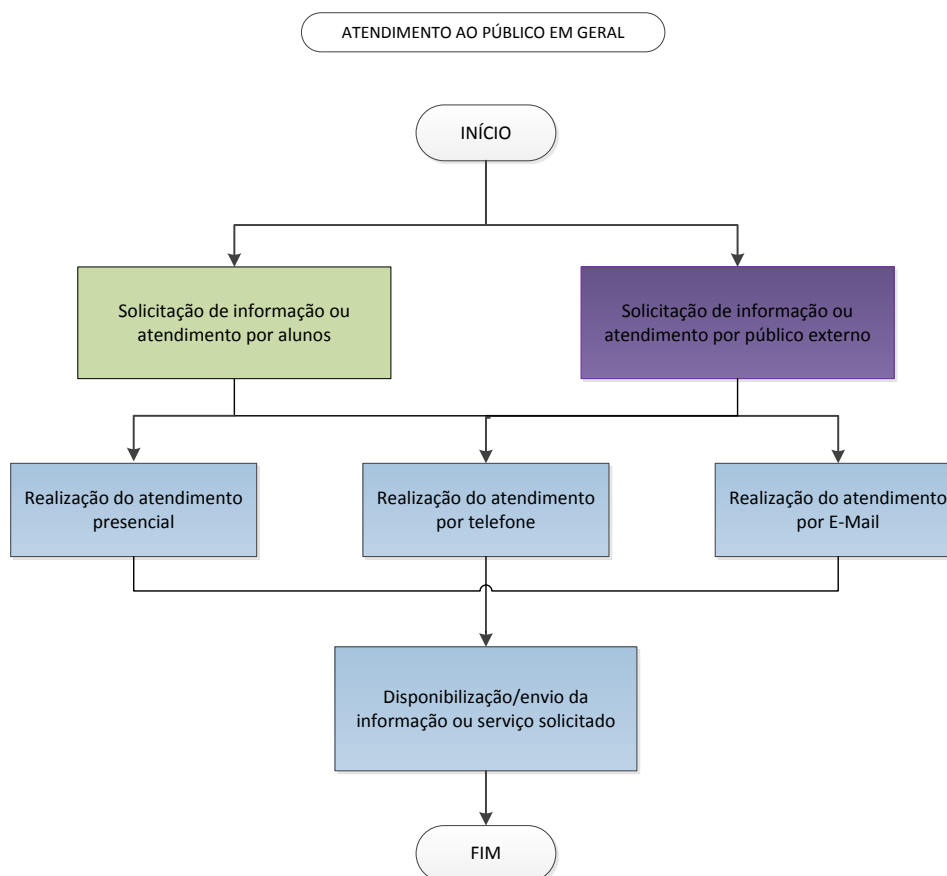 ATENDIMENTO AO PÚBLICO EM GERAL
INÍCIO
Solicitação de informação ou
atendimento por alunos
Solicitação de informação ou
atendimento por público externo
Realização do atendimento
presencial
Realização do atendimento
por telefone
Realização do atendimento
por E-Mail
Disponibilização/envio da
informação ou serviço solicitado
FIM